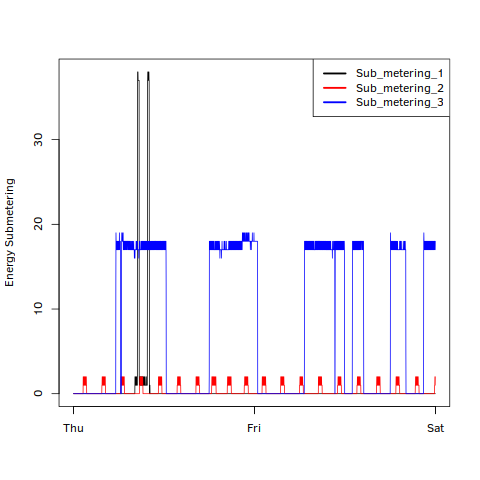 Sub_metering_1
Sub_metering_2
Sub_metering_3
Energy Submetering
30
20
10
0
Thu Fri Sat